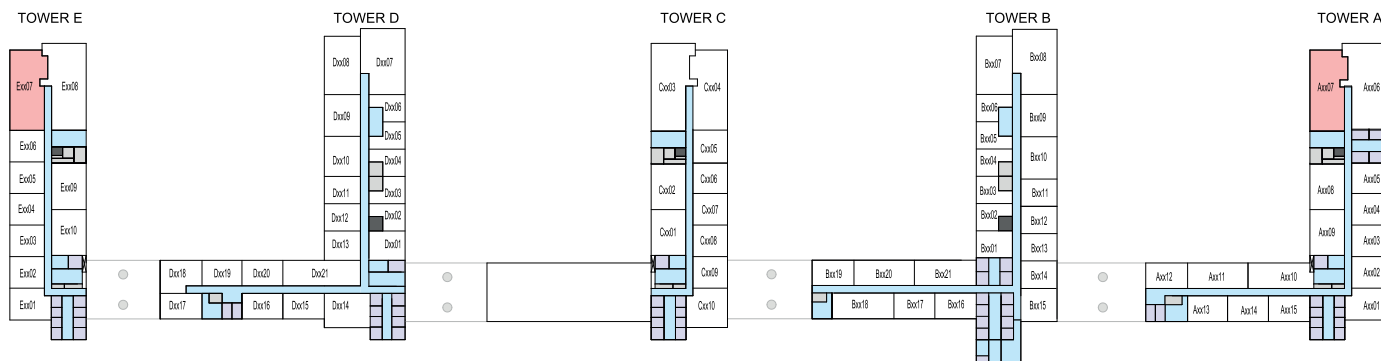 TOWER E
TOWER D
TOWER C
TOWER B
TOWER A
Exx07
Exx08
Exx06
Exx05
Exx09
Exx04
Exx03
Exx10
Exx02
Exx01
Dxx08
Dxx07
Dxx09
Dxx06
Dxx05
Dxx10
Dxx04
Dxx11
Dxx03
Dxx12
Dxx02
Dxx13
Dxx01
Dxx18
Dxx19
Dxx20
Dxx21
Dxx17
Dxx16
Dxx15
Dxx14
Cxx03
Cxx04
Cxx05
Cxx02
Cxx06
Cxx07
Cxx01
Cxx08
Cxx09
Cxx10
Bxx07
Bxx08
Bxx06
Bxx09
Bxx05
Bxx04
Bxx10
Bxx03
Bxx11
Bxx02
Bxx12
Bxx01
Bxx13
Bxx19
Bxx20
Bxx21
Bxx14
Bxx18
Bxx17
Bxx16
Bxx15
Axx07
Axx06
Axx08
Axx05
Axx04
Axx09
Axx03
Axx12
Axx11
Axx10
Axx02
Axx13
Axx14
Axx15
Axx01